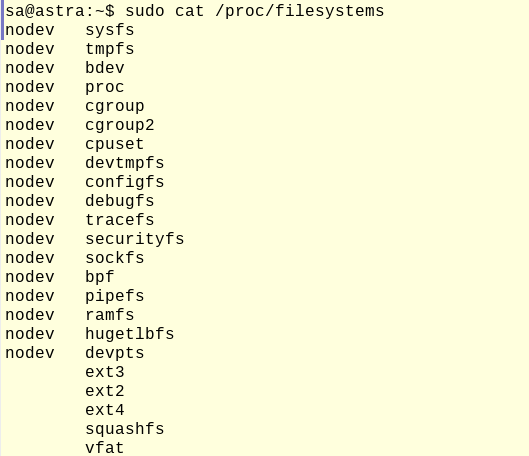 sa@astra:~$ sudo cat /proc/filesystems
nodev   sysfs
nodev   tmpfs
nodev   bdev
nodev   proc
nodev   cgroup
nodev   cgroup2
nodev   cpuset
nodev   devtmpfs
nodev   configfs
nodev   debugfs
nodev   tracefs
nodev   securityfs
nodev   sockfs
nodev   bpf
nodev   pipefs
nodev   ramfs
nodev   hugetlbfs
nodev   devpts
        ext3
        ext2
        ext4
        squashfs
        vfat